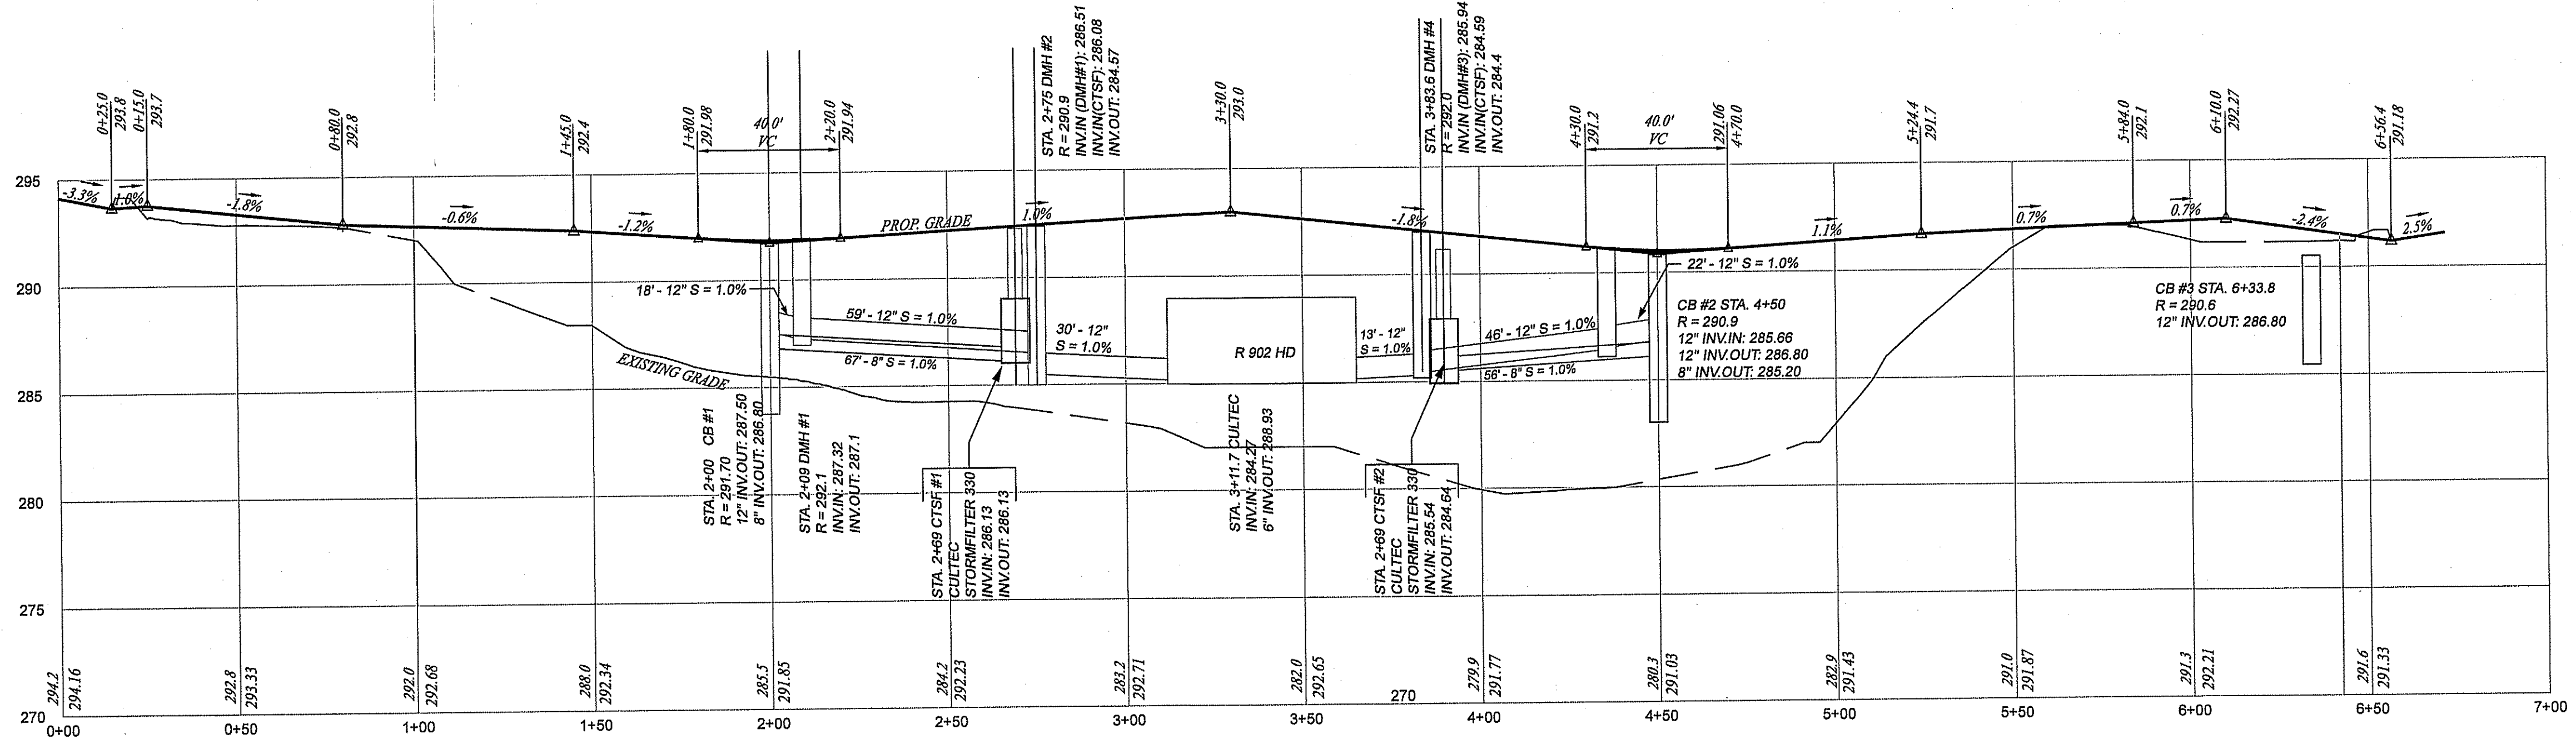 0+25.0
293.8
0+15.0
293.7
0+80.0
292.8
1+45.0
292.4
1+80.0
291.98
40.0'
VC
2+20.0
291.94
STA. 2+75 DMH #2
R = 290.9
INV.IN (DMH#1): 286.51
INV.IN(CTSF): 286.08
INV.OUT: 284.57
3+30.0
293.0
STA. 3+83.6 DMH #4
R = 292.0
INV.IN (DMH#3): 285.94
INV.IN(CTSF): 284.59
INV.OUT: 284.4
4+30.0
291.2
40.0'
VC
291.06
4+70.0
5+24.4
291.7
5+84.0
292.1
6+10.0
292.27
6+56.4
291.18
295
-3.3%
1.0%
-1.8%
-0.6%
-1.2%
PROP. GRADE
1.0%
-1.8%
1.1%
0.7%
0.7%
-2.4%
2.5%
290
18' - 12" S = 1.0%
59' - 12" S = 1.0%
67' - 8" S = 1.0%
30' - 12"
S = 1.0%
R 902 HD
13' - 12"
S = 1.0%
46' - 12" S = 1.0%
56' - 8" S = 1.0%
22' - 12" S = 1.0%
CB #2 STA. 4+50
R = 290.9
12" INV.IN: 285.66
12" INV.OUT: 286.80
8" INV.OUT: 285.20
CB #3 STA. 6+33.8
R = 290.6
12" INV.OUT: 286.80
EXISTING GRADE
285
STA. 2+00 CB #1
R = 291.70
12" INV.OUT: 287.50
8" INV.OUT: 286.80
STA. 2+09 DMH #1
R = 292.1
INV.IN: 287.32
INV.OUT: 287.1
STA. 2+69 CTSF #1
CULTEC
STORMFILTER 330
INV.IN: 286.13
INV.OUT: 286.13
STA. 3+11.7 CULTEC
INV.IN: 284.27
6" INV.OUT: 288.93
STA. 2+69 CTSF #2
CULTEC
STORMFILTER 330
INV.IN: 285.54
INV.OUT: 284.64
280
275
270
294.2
294.16
292.8
293.33
292.0
292.68
288.0
292.34
285.5
291.85
284.2
292.23
283.2
292.71
282.0
292.65
270
279.9
291.77
280.3
291.03
282.9
291.43
291.0
291.87
291.3
292.21
291.6
291.33
0+00
0+50
1+00
1+50
2+00
2+50
3+00
3+50
4+00
4+50
5+00
5+50
6+00
6+50
7+00